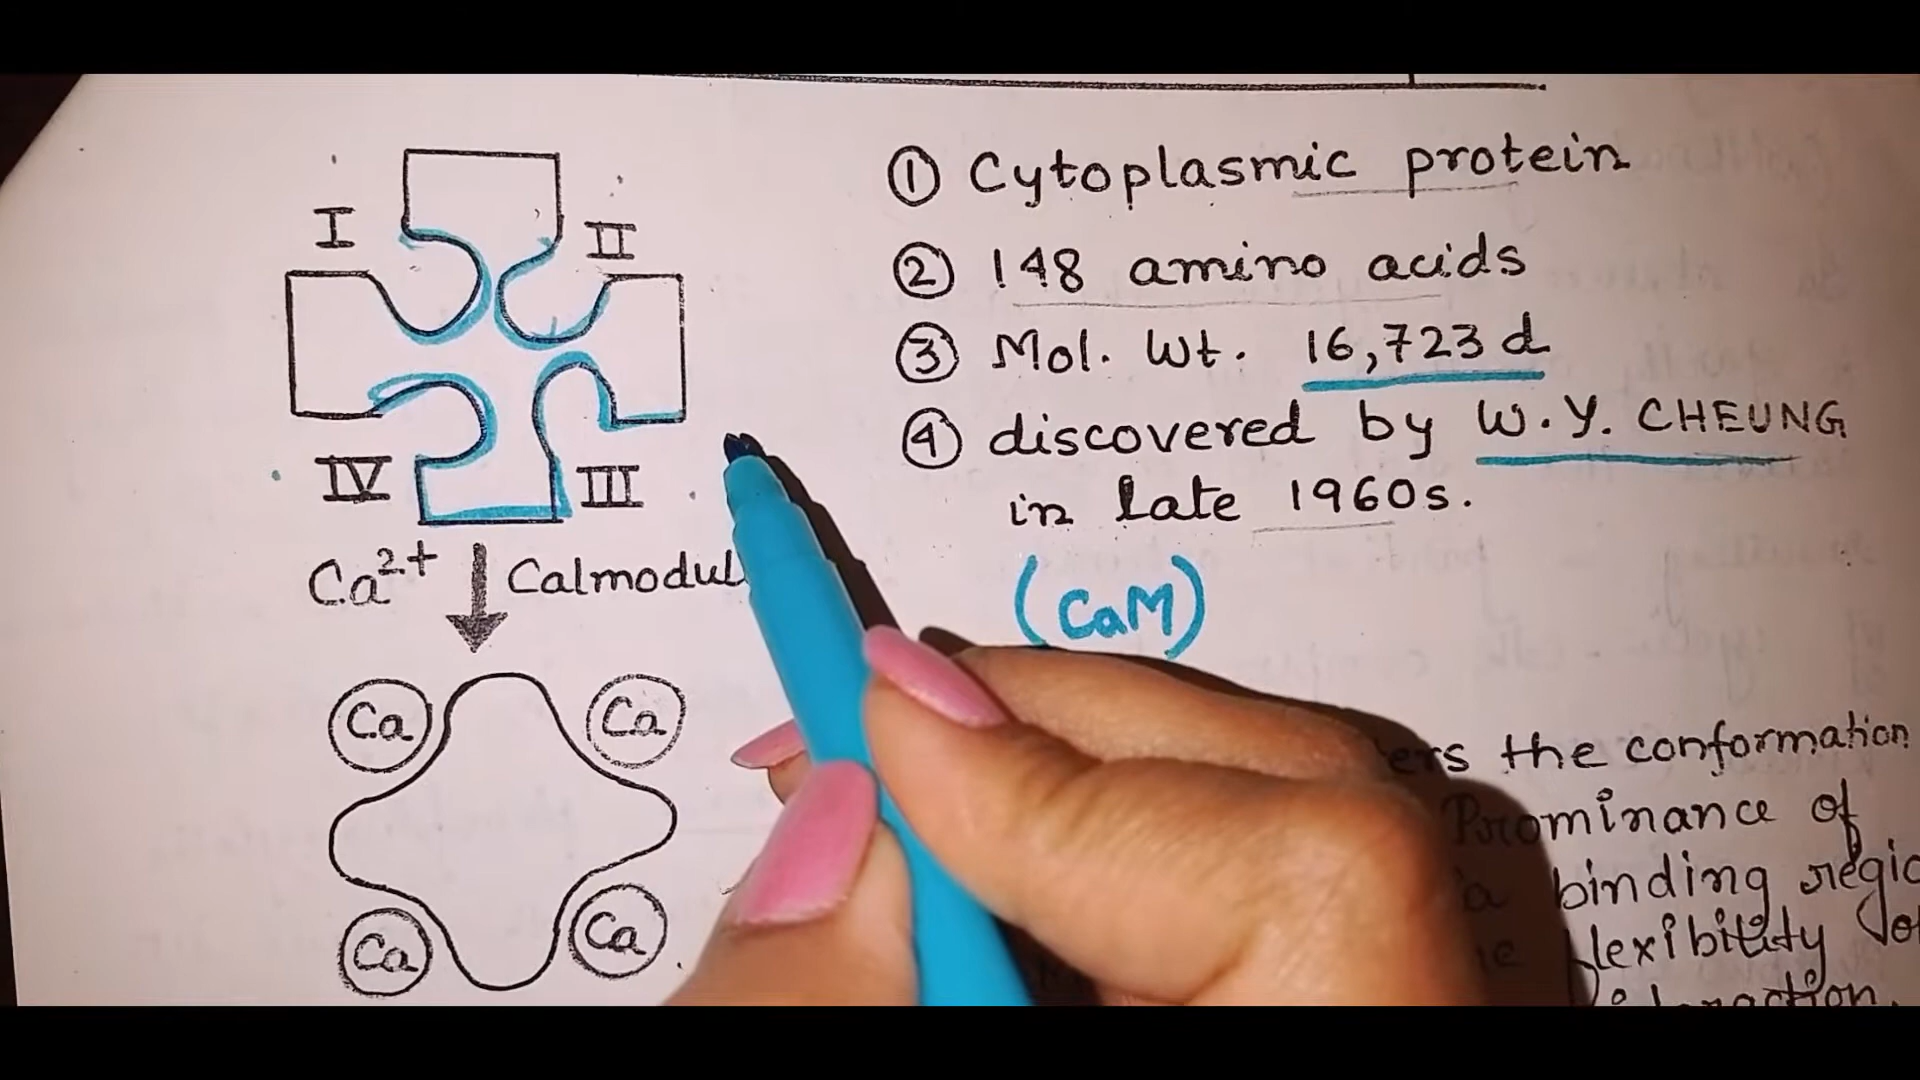 ① Cytoplasmic protein
② 148 amino acids
③ Mol. Wt. 16,723 d
④ discovered by W.Y. CHEUNG
in late 1960s.
(CaM)
I II
IV III
Ca²⁺ Calmodul
Ca Ca
Ca Ca
the conformation
Prominance of
binding
flexibility